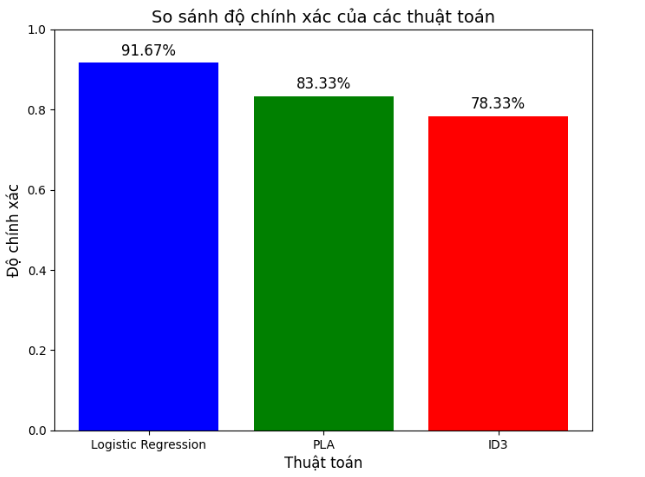 So sánh độ chính xác của các thuật toán
91.67%
83.33%
78.33%
Độ chính xác
1.0
0.8
0.6
0.4
0.2
0.0
Logistic Regression
PLA
ID3
Thuật toán